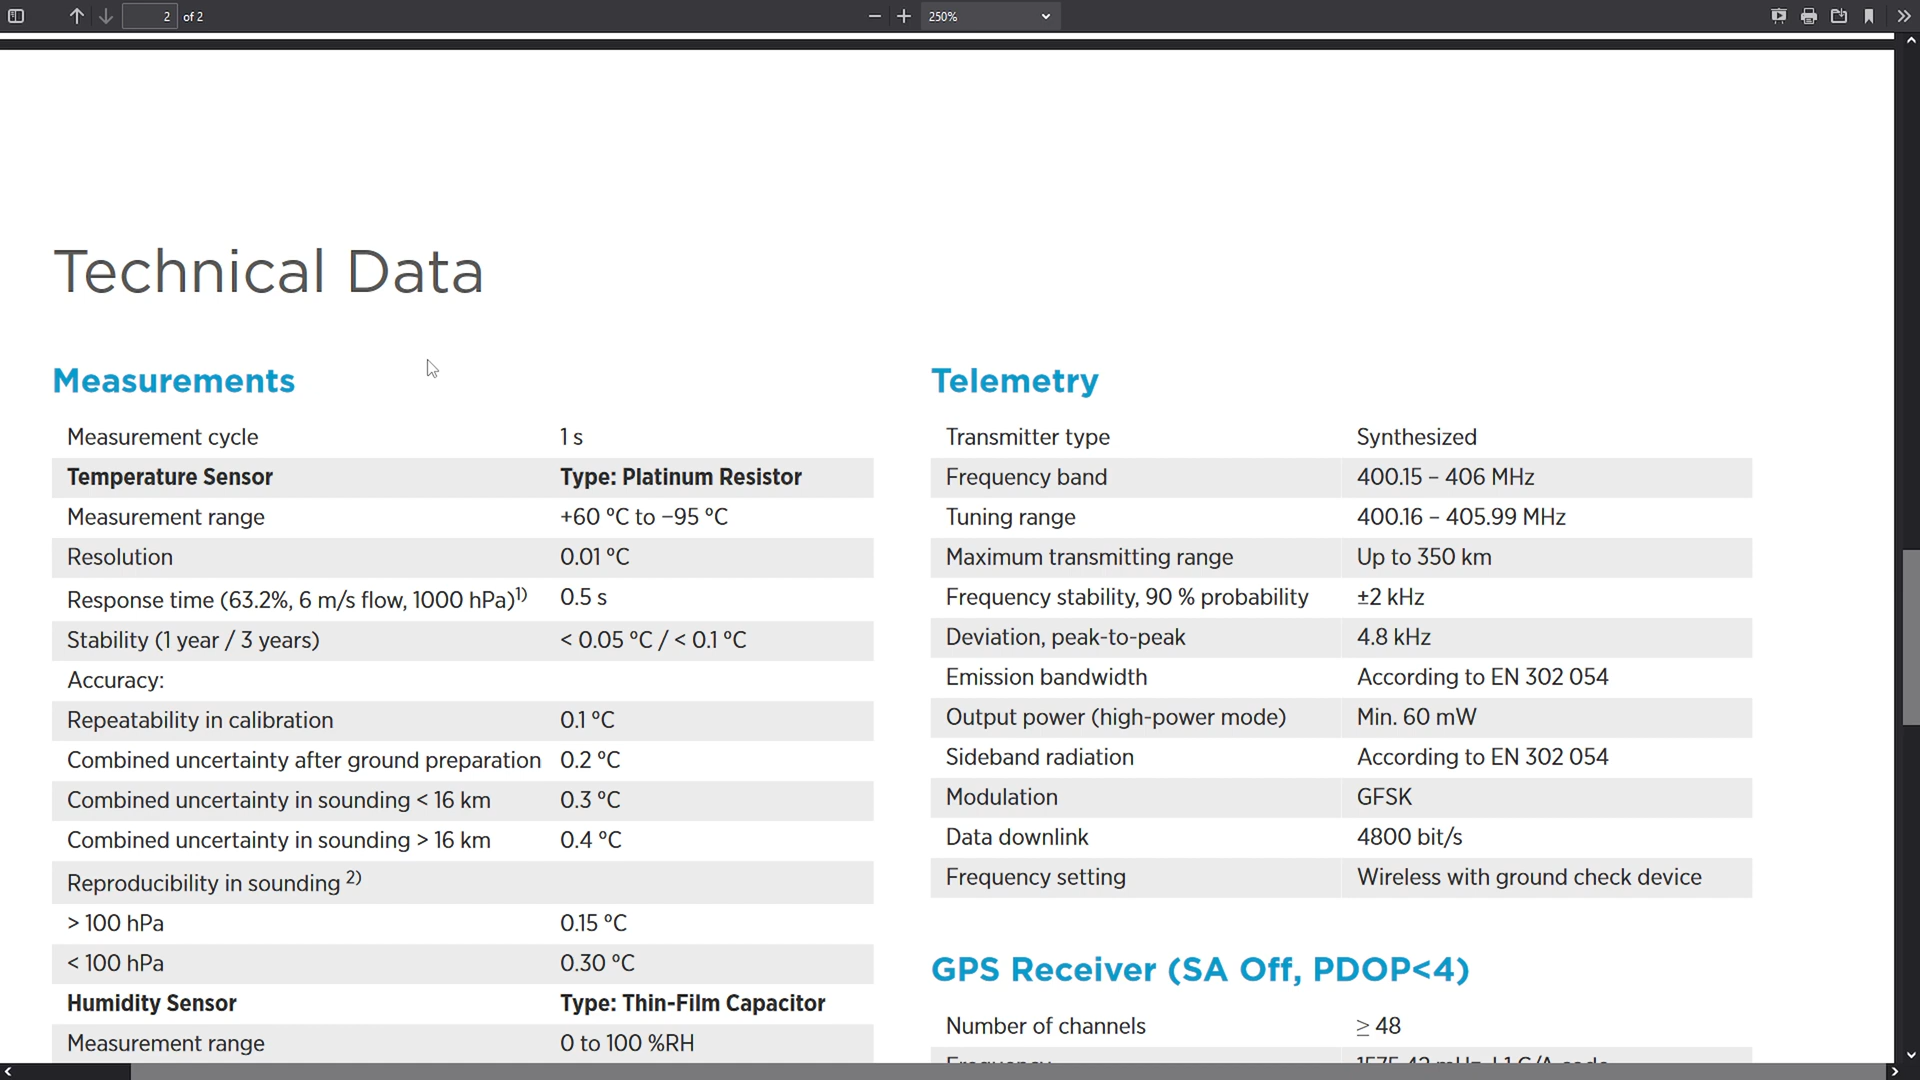 2 of 2
250%
Technical Data
Measurements
Measurement cycle 1 s
Temperature Sensor Type: Platinum Resistor
Measurement range +60 °C to −95 °C
Resolution 0.01 °C
Response time (63.2%, 6 m/s flow, 1000 hPa)1) 0.5 s
Stability (1 year / 3 years) < 0.05 °C / < 0.1 °C
Accuracy:
Repeatability in calibration 0.1 °C
Combined uncertainty after ground preparation 0.2 °C
Combined uncertainty in sounding < 16 km 0.3 °C
Combined uncertainty in sounding > 16 km 0.4 °C
Reproducibility in sounding 2)
> 100 hPa 0.15 °C
< 100 hPa 0.30 °C
Humidity Sensor Type: Thin-Film Capacitor
Measurement range 0 to 100 %RH
Telemetry
Transmitter type Synthesized
Frequency band 400.15 – 406 MHz
Tuning range 400.16 – 405.99 MHz
Maximum transmitting range Up to 350 km
Frequency stability, 90 % probability ±2 kHz
Deviation, peak-to-peak 4.8 kHz
Emission bandwidth According to EN 302 054
Output power (high-power mode) Min. 60 mW
Sideband radiation According to EN 302 054
Modulation GFSK
Data downlink 4800 bit/s
Frequency setting Wireless with ground check device
GPS Receiver (SA Off, PDOP<4)
Number of channels ≥ 48